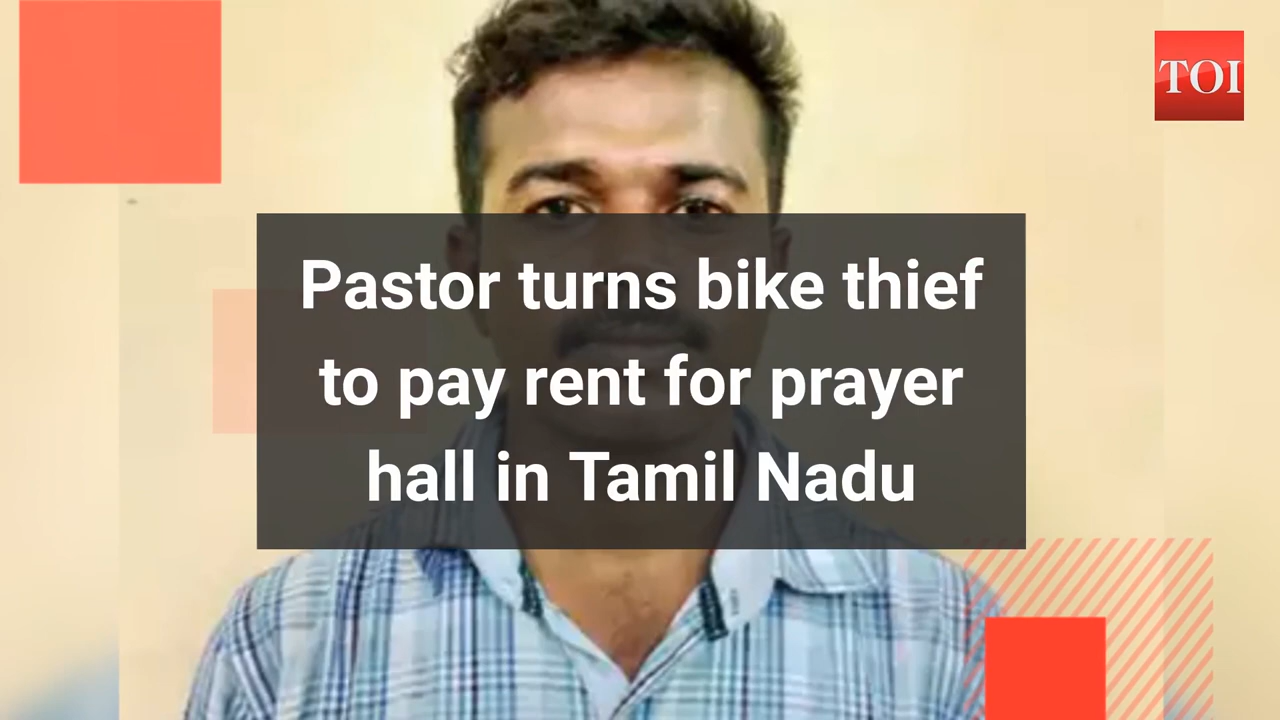 TOI
Pastor turns bike thief
to pay rent for prayer
hall in Tamil Nadu